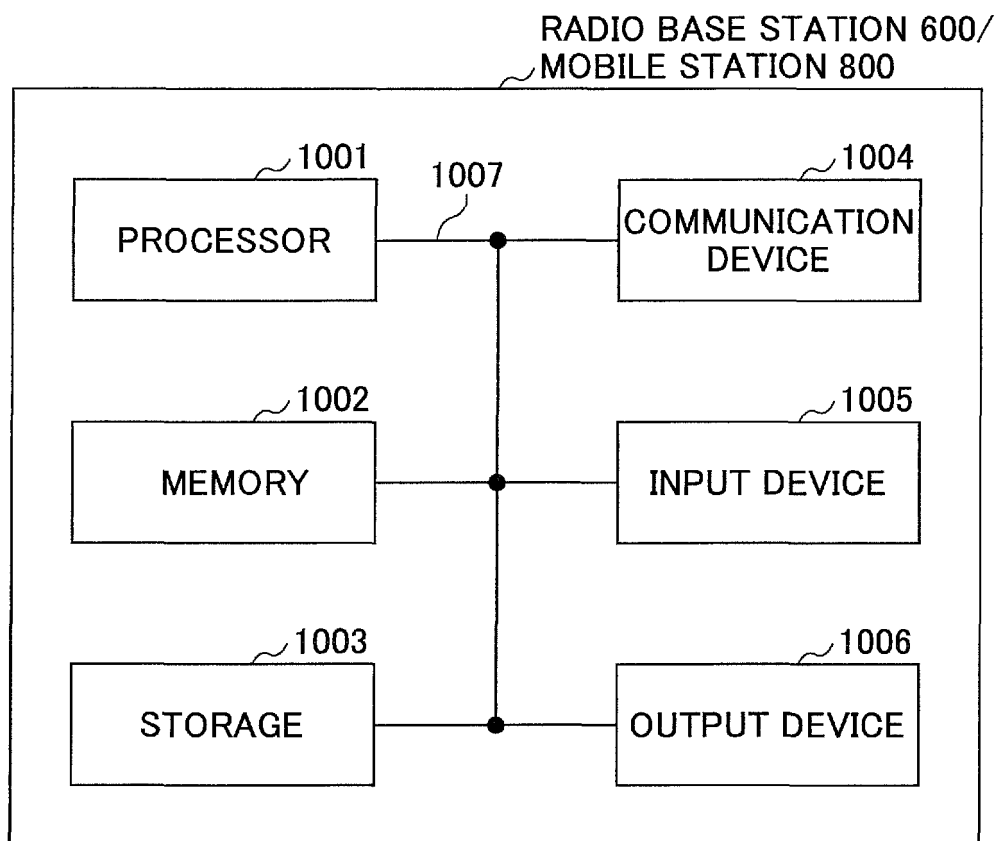 RADIO BASE STATION 600/
MOBILE STATION 800
1001
PROCESSOR
1007
1004
COMMUNICATION
DEVICE
1002
MEMORY
1005
INPUT DEVICE
1003
STORAGE
1006
OUTPUT DEVICE